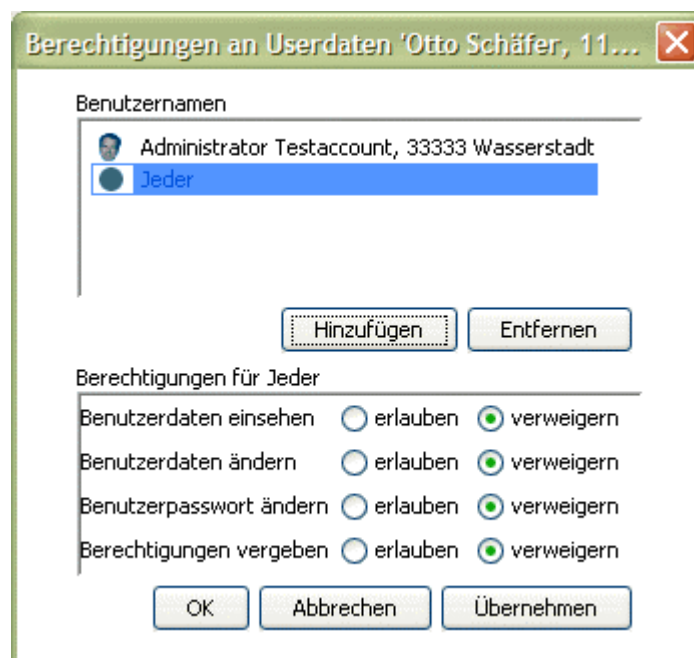 Berechtigungen an Userdaten 'Otto Schäfer, 11...
Benutzernamen
Administrator Testaccount, 33333 Wasserstadt
Jeder
Hinzufügen Entfernen
Berechtigungen für Jeder
Benutzerdaten einsehen erlauben verweigern
Benutzerdaten ändern erlauben verweigern
Benutzerpasswort ändern erlauben verweigern
Berechtigungen vergeben erlauben verweigern
OK Abbrechen Übernehmen